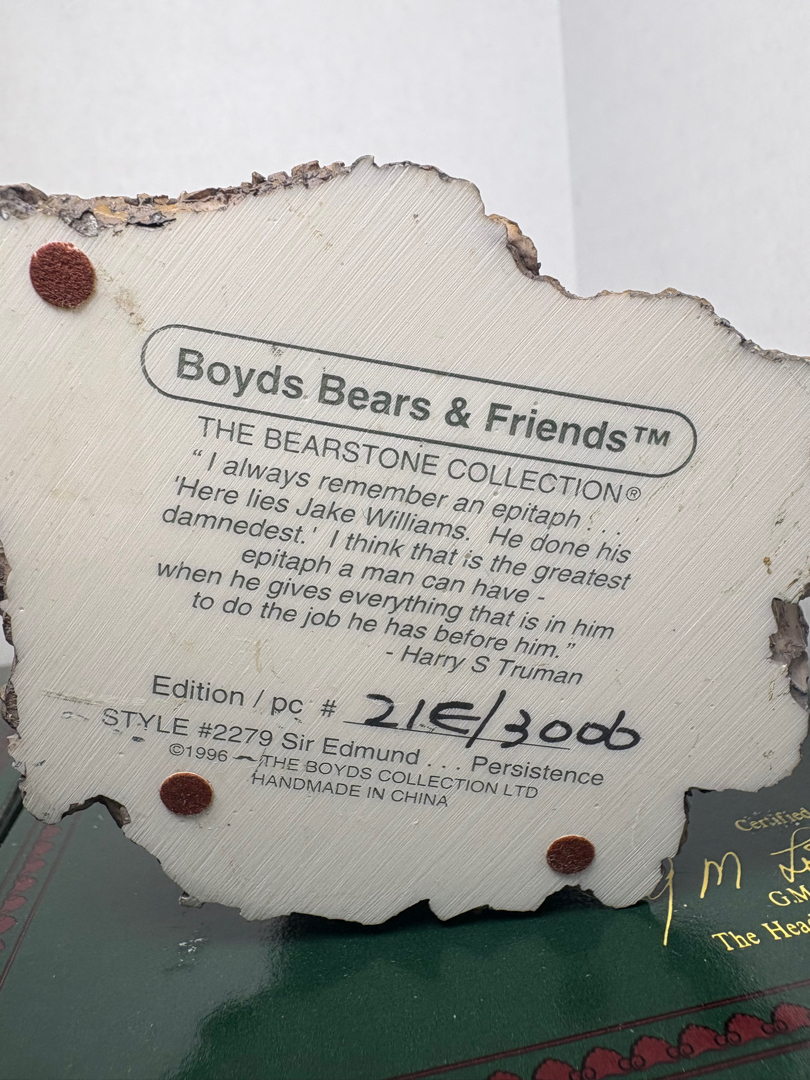 Boyds Bears & Friends™
THE BEARSTONE COLLECTION®
“I always remember an epitaph . . .
'Here lies Jake Williams. He done his
damnedest.' I think that is the greatest
epitaph a man can have -
when he gives everything that is in him
to do the job he has before him.”
- Harry S Truman
Edition / pc # 21E/3006
STYLE #2279 Sir Edmund . . . Persistence
©1996 THE BOYDS COLLECTION LTD
HANDMADE IN CHINA
Certified
G.M
The Hea